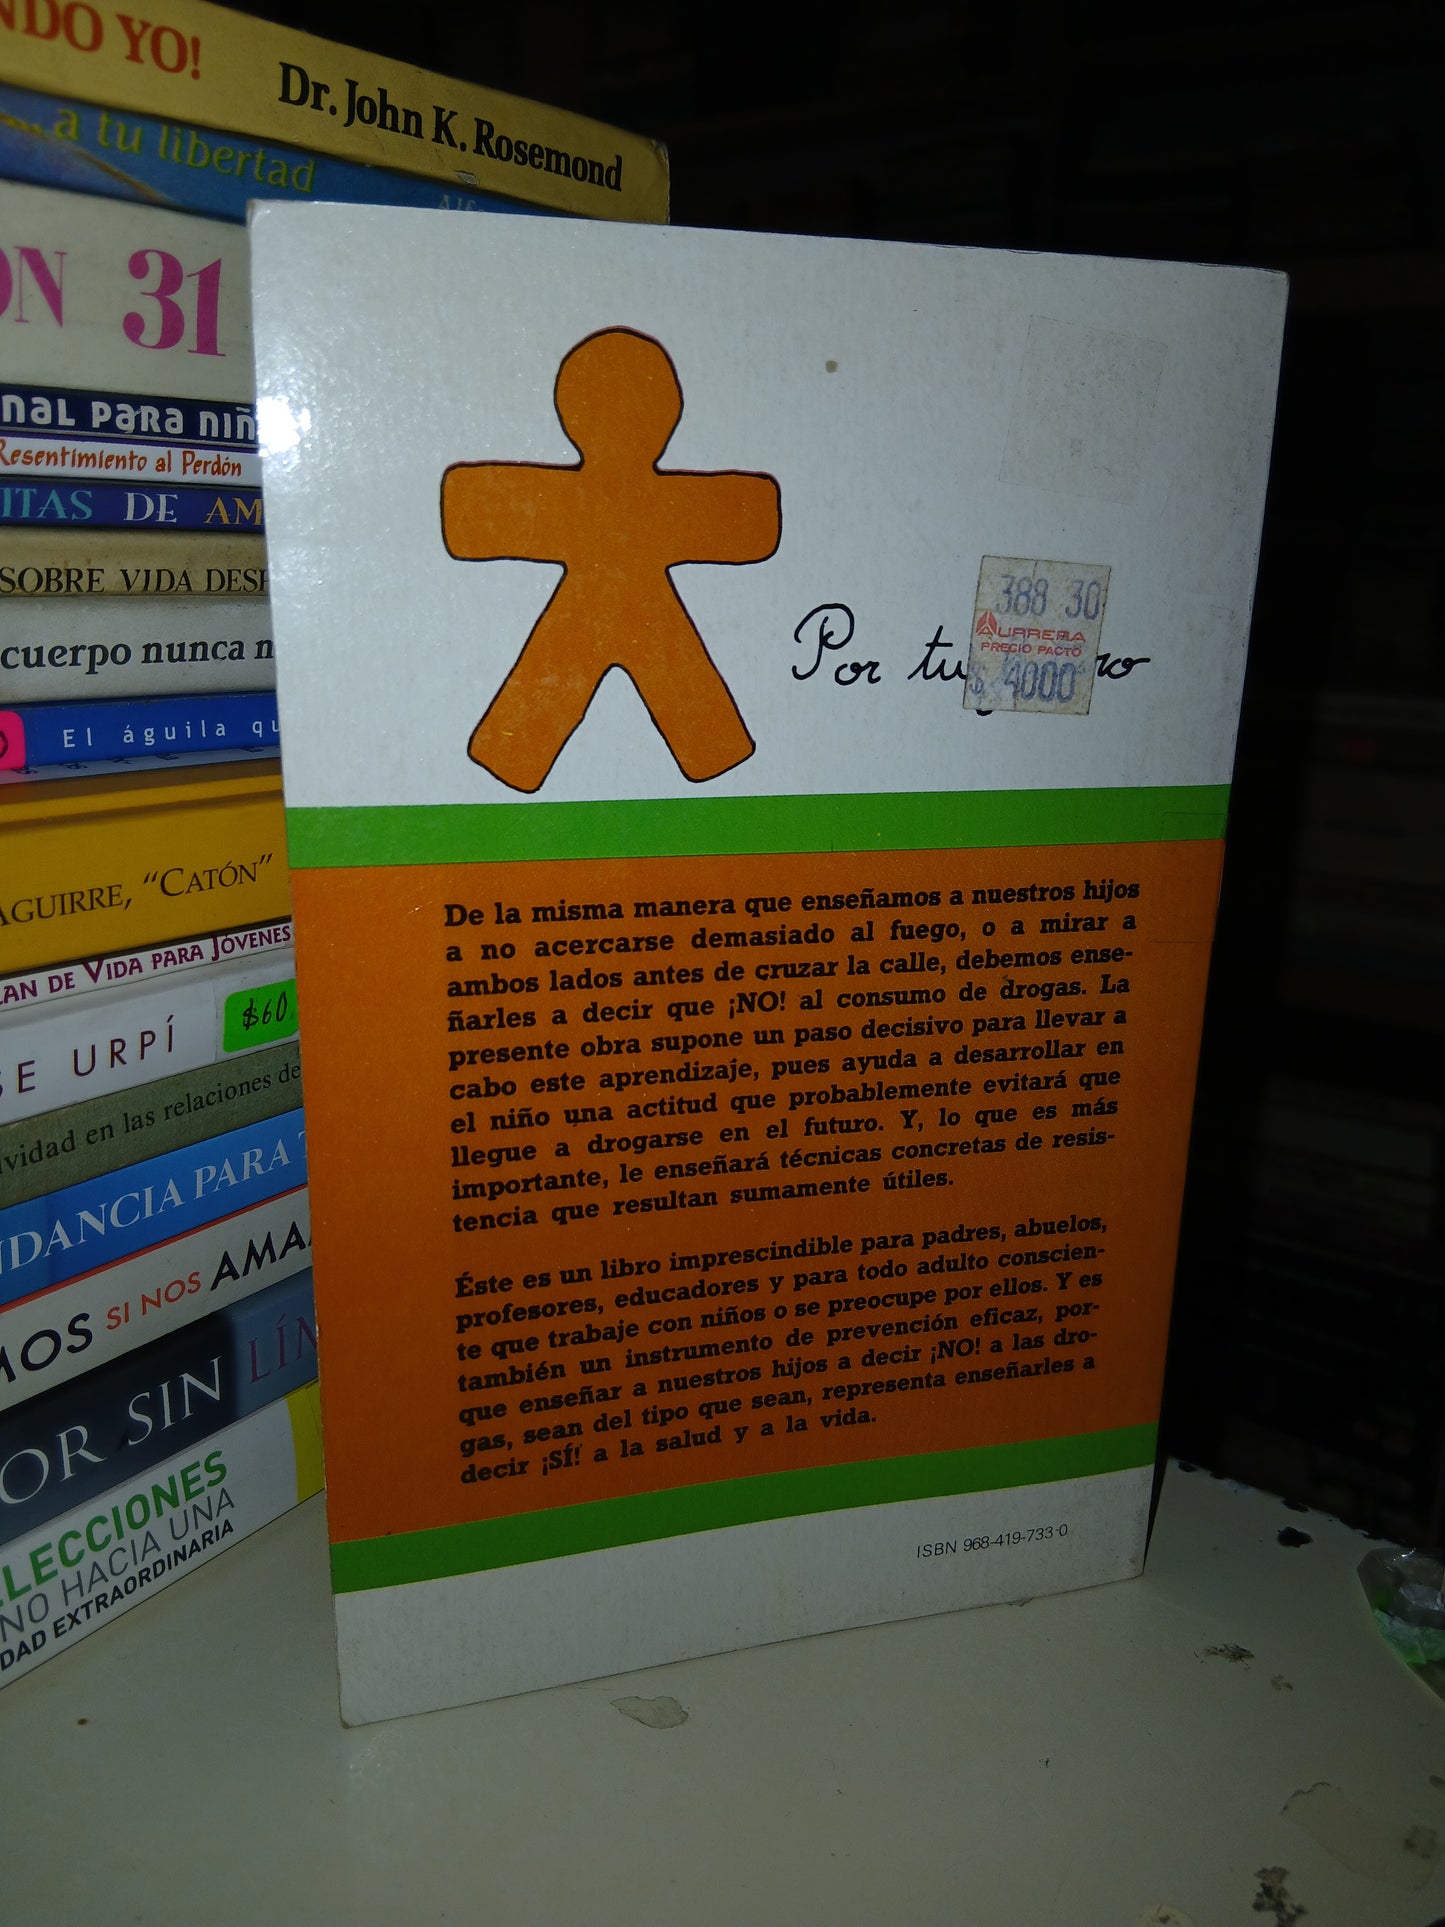 NDO YO! Dr. John K. Rosemond
a tu libertad
ON 31
nal para niñ
Resentimiento al Perdón
ITAS DE AM
SOBRE VIDA DES
cuerpo nunca
El águila qu
AGUIRRE, “CATÓN”
LAN DE VIDA PARA JÓVENES
SE URPÍ $60
vidad en las relaciones de
NDANCIA PARA
MOS SI NOS AMA
OR SIN LÍM
LECCIONES
NO HACIA UNA
DAD EXTRAORDINARIA
388 30
AURRERA
PRECIO PACTO
$ 4000
Por tu ro
De la misma manera que enseñamos a nuestros hijos
a no acercarse demasiado al fuego, o a mirar a
ambos lados antes de cruzar la calle, debemos ense-
ñarles a decir que ¡NO! al consumo de drogas. La
presente obra supone un paso decisivo para llevar a
cabo este aprendizaje, pues ayuda a desarrollar en
el niño una actitud que probablemente evitará que
llegue a drogarse en el futuro. Y, lo que es más
importante, le enseñará técnicas concretas de resis-
tencia que resultan sumamente útiles.
Éste es un libro imprescindible para padres, abuelos,
profesores, educadores y para todo adulto conscien-
te que trabaje con niños o se preocupe por ellos. Y es
también un instrumento de prevención eficaz, por-
que enseñar a nuestros hijos a decir ¡NO! a las dro-
gas, sean del tipo que sean, representa enseñarles a
decir ¡SÍ! a la salud y a la vida.
ISBN 968-419-733-0